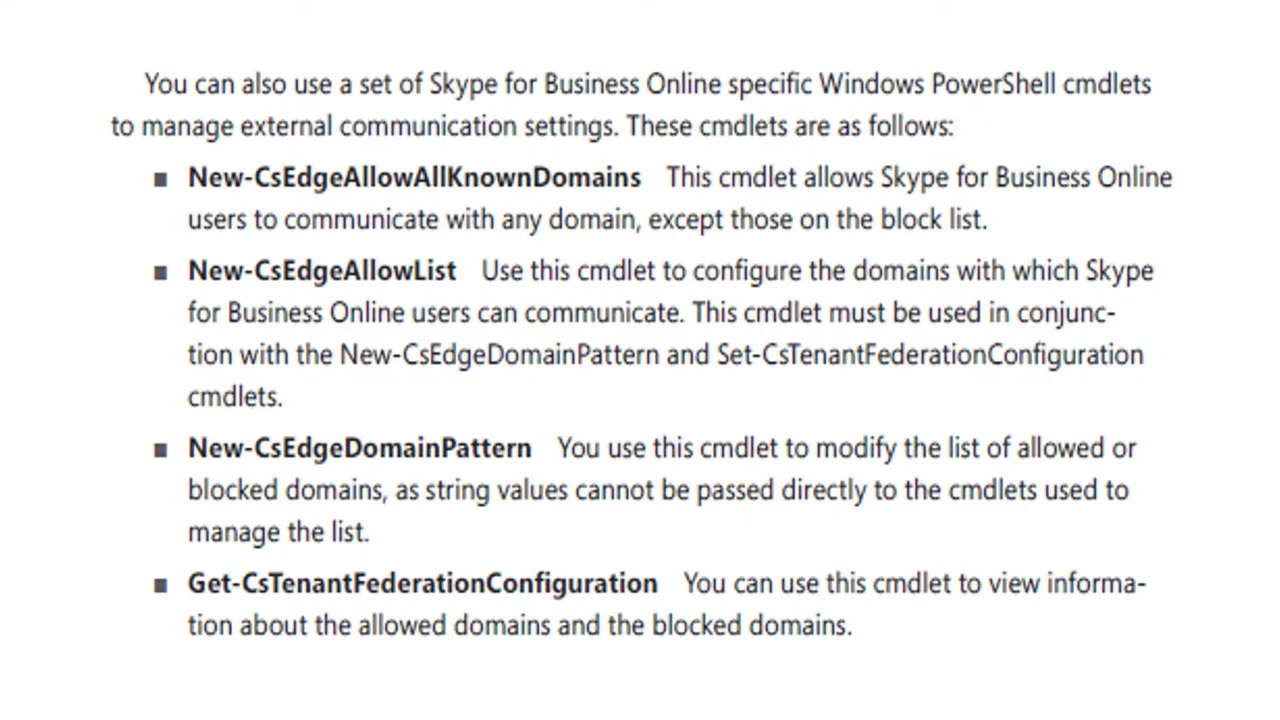 You can also use a set of Skype for Business Online specific Windows PowerShell cmdlets
to manage external communication settings. These cmdlets are as follows:
■ New-CsEdgeAllowAllKnownDomains This cmdlet allows Skype for Business Online
users to communicate with any domain, except those on the block list.
■ New-CsEdgeAllowList Use this cmdlet to configure the domains with which Skype
for Business Online users can communicate. This cmdlet must be used in conjunc-
tion with the New-CsEdgeDomainPattern and Set-CsTenantFederationConfiguration
cmdlets.
■ New-CsEdgeDomainPattern You use this cmdlet to modify the list of allowed or
blocked domains, as string values cannot be passed directly to the cmdlets used to
manage the list.
■ Get-CsTenantFederationConfiguration You can use this cmdlet to view informa-
tion about the allowed domains and the blocked domains.